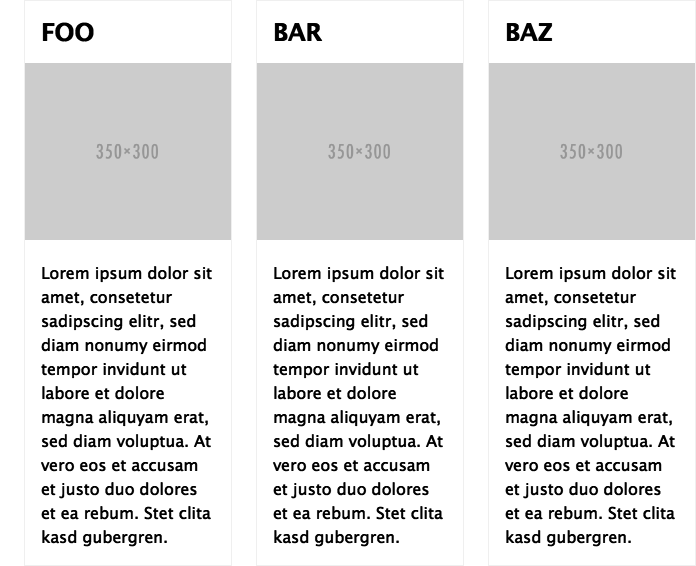 FOO
350×300
Lorem ipsum dolor sit
amet, consetetur
sadipscing elitr, sed
diam nonumy eirmod
tempor invidunt ut
labore et dolore
magna aliquyam erat,
sed diam voluptua. At
vero eos et accusam
et justo duo dolores
et ea rebum. Stet clita
kasd gubergren.
BAR
350×300
Lorem ipsum dolor sit
amet, consetetur
sadipscing elitr, sed
diam nonumy eirmod
tempor invidunt ut
labore et dolore
magna aliquyam erat,
sed diam voluptua. At
vero eos et accusam
et justo duo dolores
et ea rebum. Stet clita
kasd gubergren.
BAZ
350×300
Lorem ipsum dolor sit
amet, consetetur
sadipscing elitr, sed
diam nonumy eirmod
tempor invidunt ut
labore et dolore
magna aliquyam erat,
sed diam voluptua. At
vero eos et accusam
et justo duo dolores
et ea rebum. Stet clita
kasd gubergren.